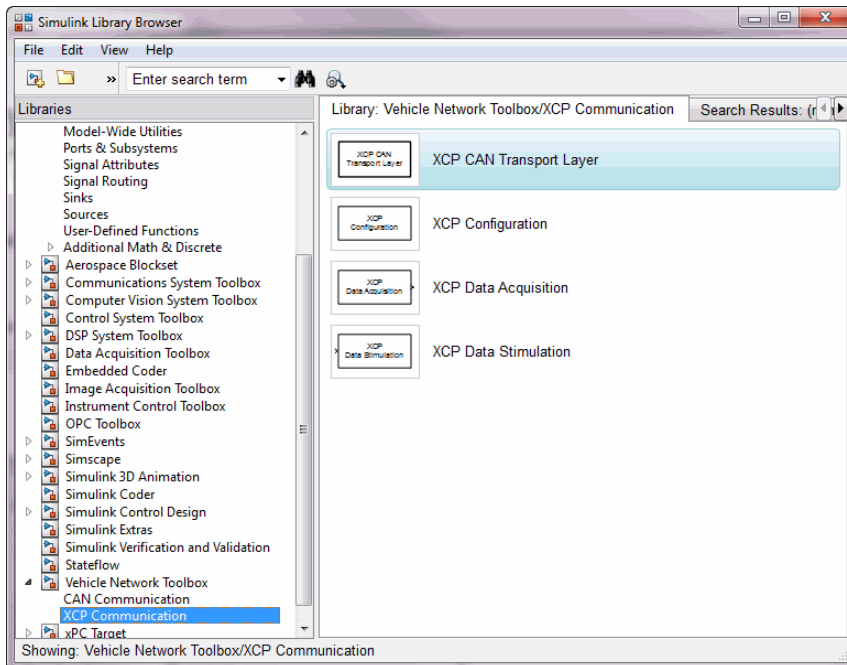 Simulink Library Browser
File Edit View Help
» Enter search term
Libraries
Library: Vehicle Network Toolbox/XCP Communication
Search Results: (
Model-Wide Utilities
Ports & Subsystems
Signal Attributes
Signal Routing
Sinks
Sources
User-Defined Functions
Additional Math & Discrete
Aerospace Blockset
Communications System Toolbox
Computer Vision System Toolbox
Control System Toolbox
DSP System Toolbox
Data Acquisition Toolbox
Embedded Coder
Image Acquisition Toolbox
Instrument Control Toolbox
OPC Toolbox
SimEvents
Simscape
Simulink 3D Animation
Simulink Coder
Simulink Control Design
Simulink Extras
Simulink Verification and Validation
Stateflow
Vehicle Network Toolbox
CAN Communication
XCP Communication
xPC Target
XCP CAN
Transport Layer
XCP CAN Transport Layer
XCP
Configuration
XCP Configuration
XCP
Data Acquisition
XCP Data Acquisition
XCP
Data Stimulation
XCP Data Stimulation
Showing: Vehicle Network Toolbox/XCP Communication